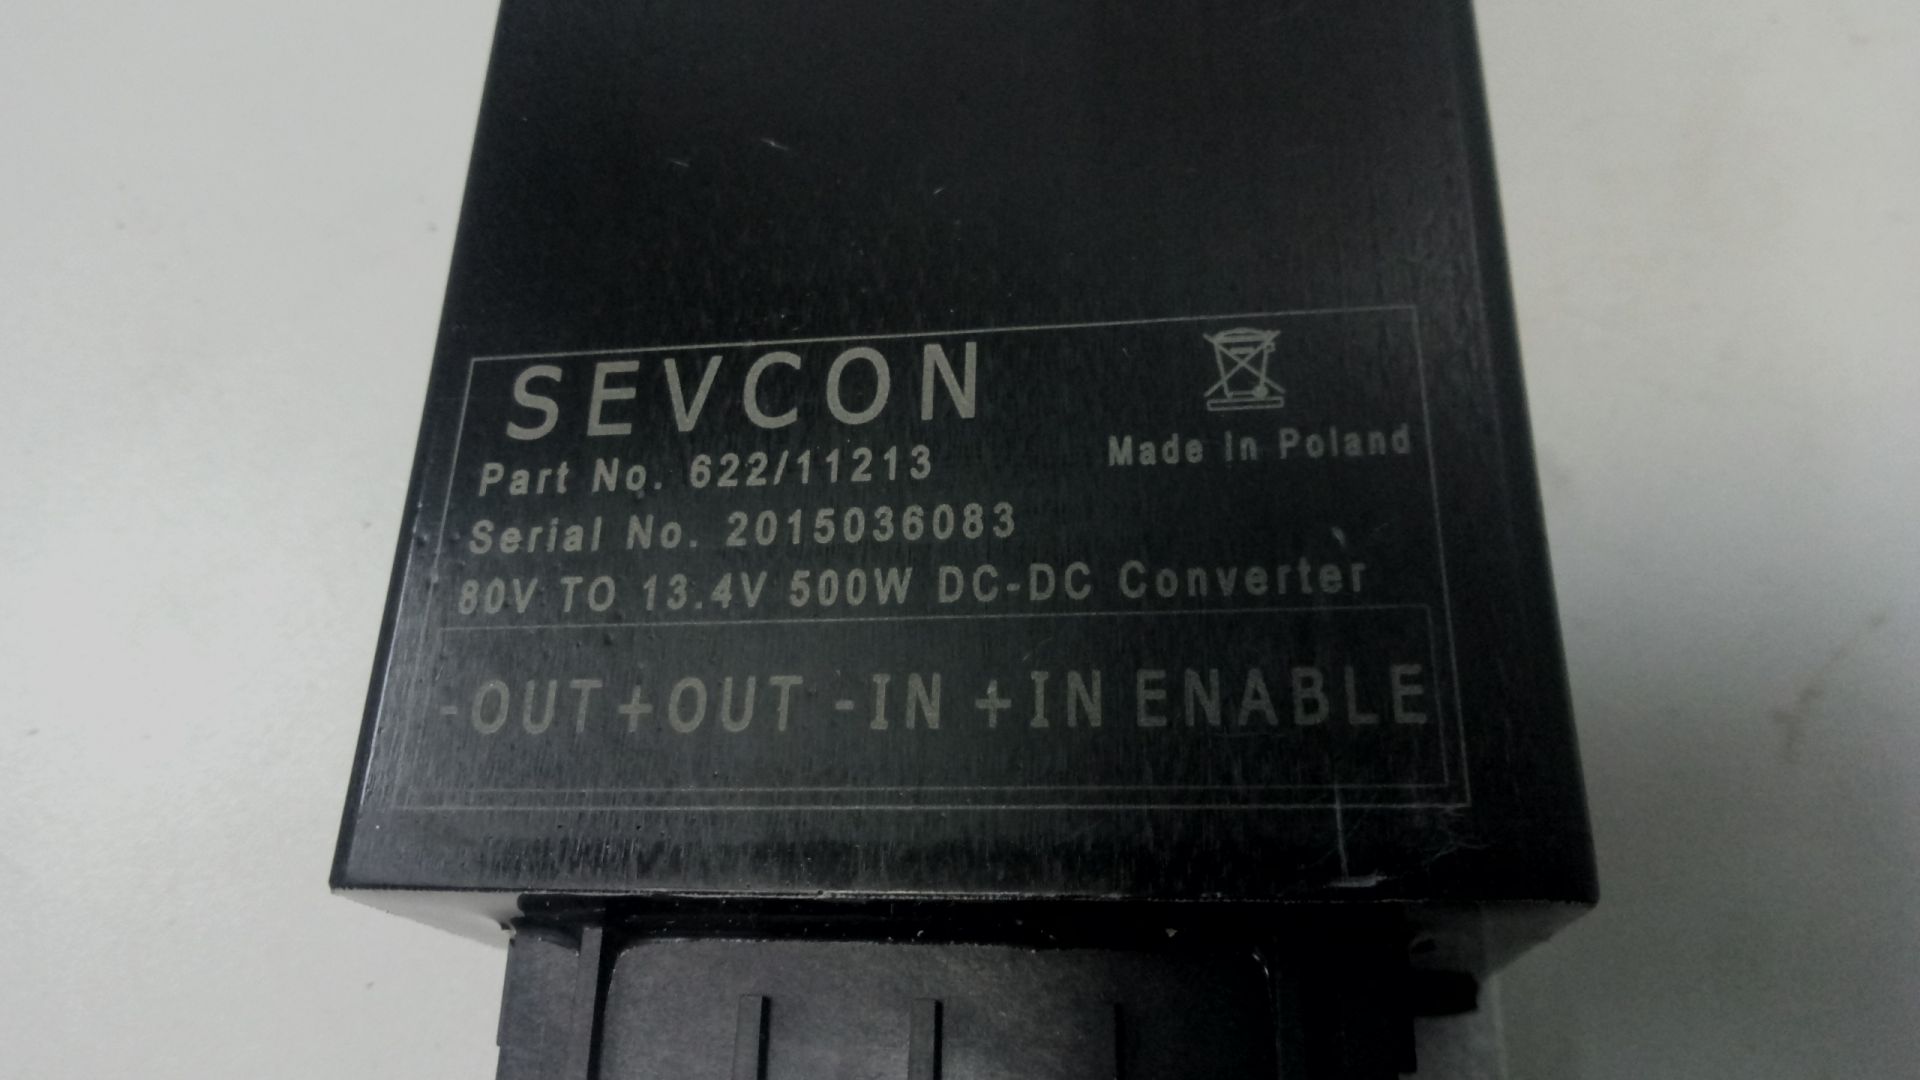 SEVCON
Part No. 622/11213
Made In Poland
Serial No. 2015036083
80V TO 13.4V 500W DC-DC Converter
-OUT +OUT -IN +IN ENABLE